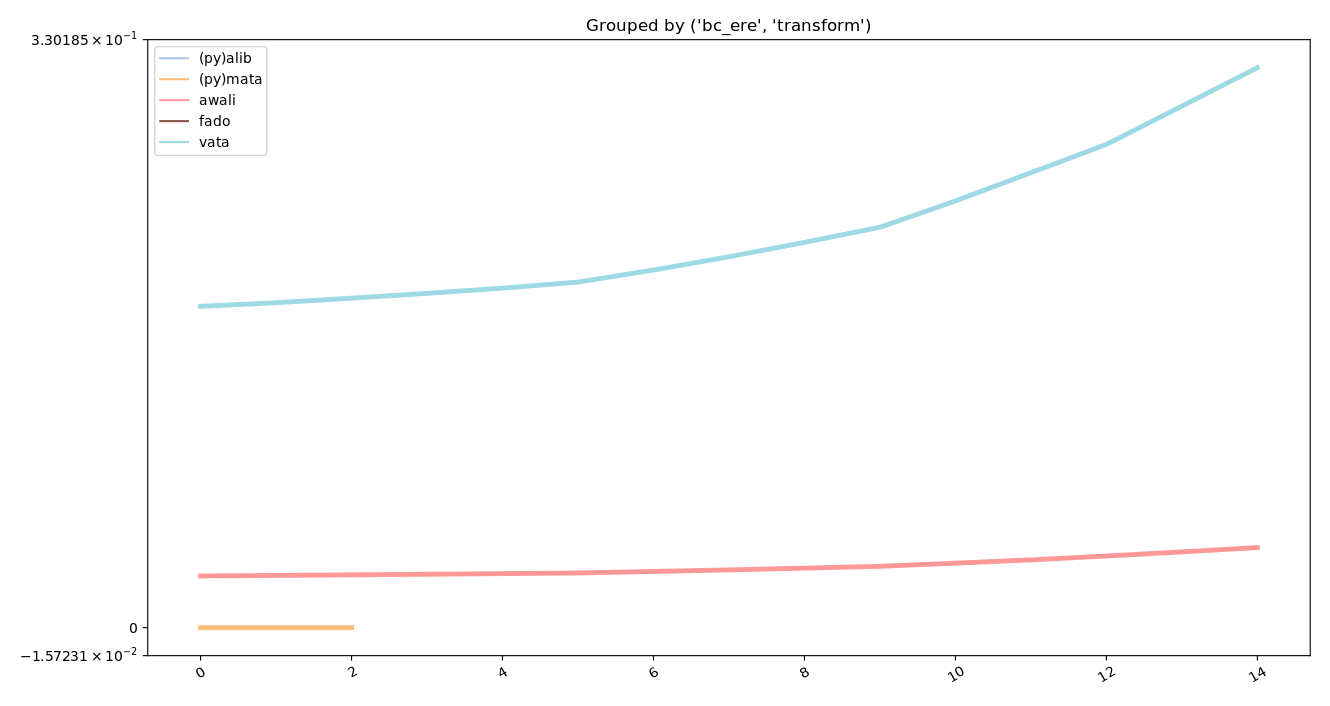 Grouped by ('bc_ere', 'transform')
3.30185 × 10⁻¹
(py)alib
(py)mata
awali
fado
vata
0
−1.57231 × 10⁻²
0 2 4 6 8 10 12 14